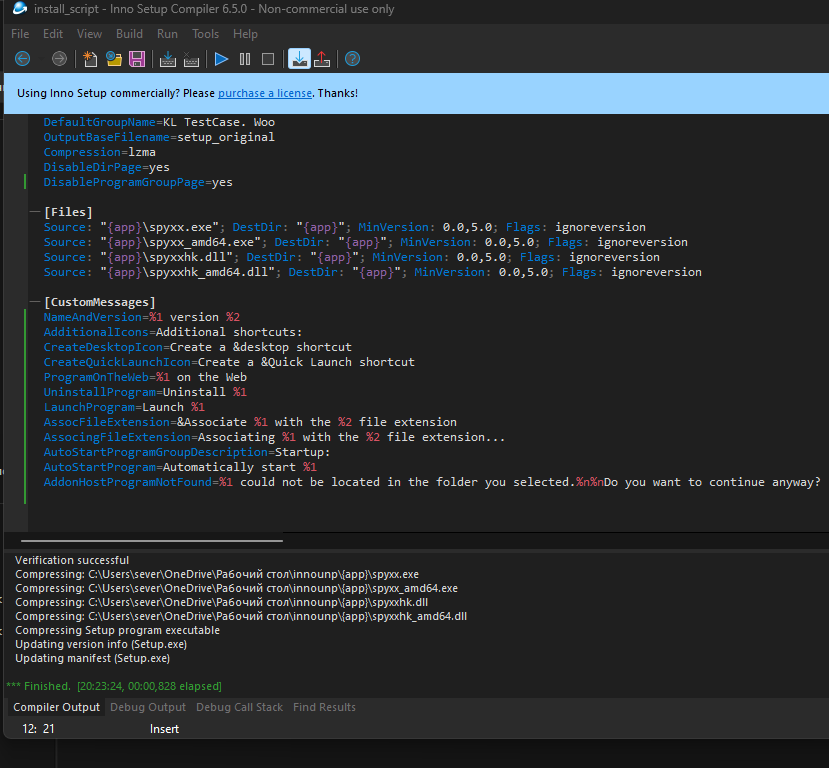 install_script - Inno Setup Compiler 6.5.0 - Non-commercial use only
File Edit View Build Run Tools Help
Using Inno Setup commercially? Please purchase a license. Thanks!
DefaultGroupName=KL TestCase. Woo
OutputBaseFilename=setup_original
Compression=lzma
DisableDirPage=yes
DisableProgramGroupPage=yes
[Files]
Source: "{app}\spyxx.exe"; DestDir: "{app}"; MinVersion: 0.0,5.0; Flags: ignoreversion
Source: "{app}\spyxx_amd64.exe"; DestDir: "{app}"; MinVersion: 0.0,5.0; Flags: ignoreversion
Source: "{app}\spyxxhk.dll"; DestDir: "{app}"; MinVersion: 0.0,5.0; Flags: ignoreversion
Source: "{app}\spyxxhk_amd64.dll"; DestDir: "{app}"; MinVersion: 0.0,5.0; Flags: ignoreversion
[CustomMessages]
NameAndVersion=%1 version %2
AdditionalIcons=Additional shortcuts:
CreateDesktopIcon=Create a &desktop shortcut
CreateQuickLaunchIcon=Create a &Quick Launch shortcut
ProgramOnTheWeb=%1 on the Web
UninstallProgram=Uninstall %1
LaunchProgram=Launch %1
AssocFileExtension=&Associate %1 with the %2 file extension
AssocingFileExtension=Associating %1 with the %2 file extension...
AutoStartProgramGroupDescription=Startup:
AutoStartProgram=Automatically start %1
AddonHostProgramNotFound=%1 could not be located in the folder you selected.%n%nDo you want to continue anyway?
Verification successful
Compressing: C:\Users\sever\OneDrive\Рабочий стол\innounp\{app}\spyxx.exe
Compressing: C:\Users\sever\OneDrive\Рабочий стол\innounp\{app}\spyxx_amd64.exe
Compressing: C:\Users\sever\OneDrive\Рабочий стол\innounp\{app}\spyxxhk.dll
Compressing: C:\Users\sever\OneDrive\Рабочий стол\innounp\{app}\spyxxhk_amd64.dll
Compressing Setup program executable
Updating version info (Setup.exe)
Updating manifest (Setup.exe)
*** Finished. [20:23:24, 00:00,828 elapsed]
Compiler Output Debug Output Debug Call Stack Find Results
12: 21 Insert